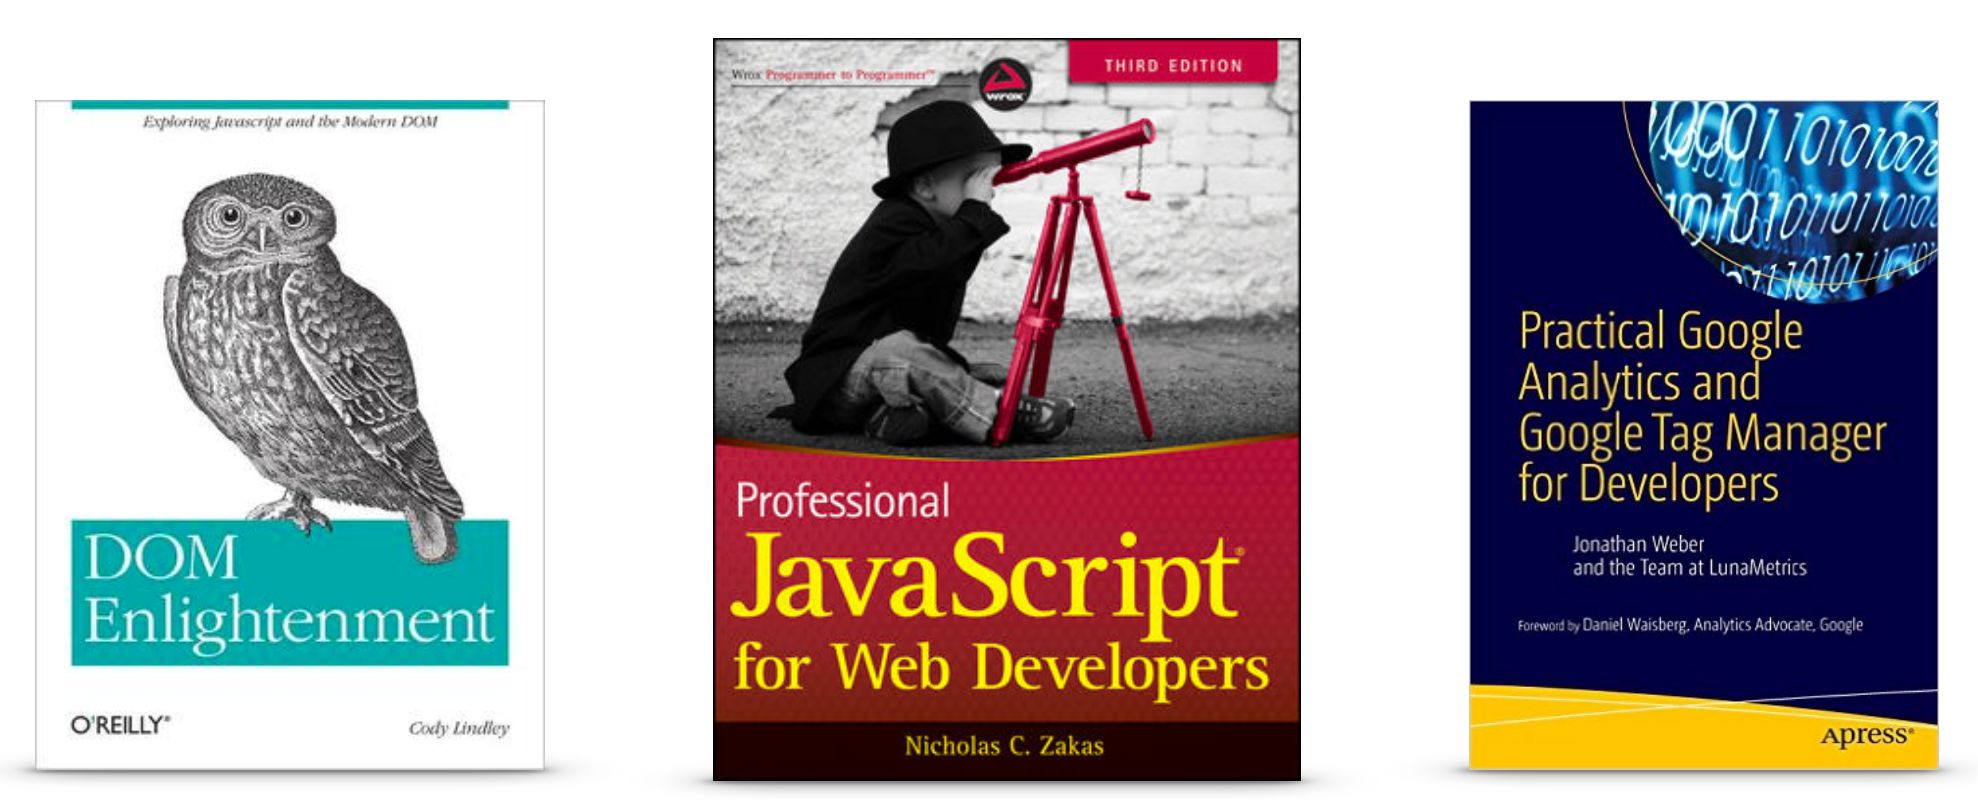 Exploring Javascript and the Modern DOM
DOM
Enlightenment
O'REILLY®
Cody Lindley
Wrox Programmer to Programmer™
wrox
THIRD EDITION
Professional
JavaScript®
for Web Developers
Nicholas C. Zakas
Practical Google
Analytics and
Google Tag Manager
for Developers
Jonathan Weber
and the Team at LunaMetrics
Foreword by Daniel Waisberg, Analytics Advocate, Google
Apress®